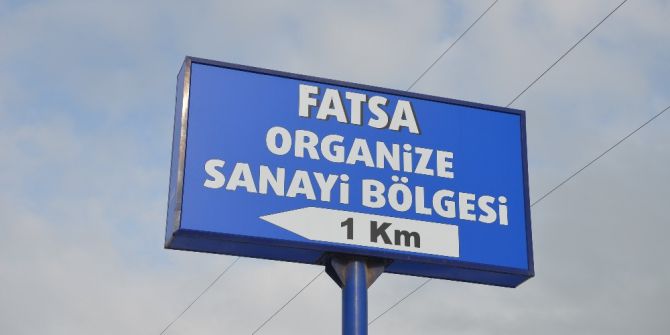 FATSA
ORGANiZE
SANAYi BÖLGESi
1 Km